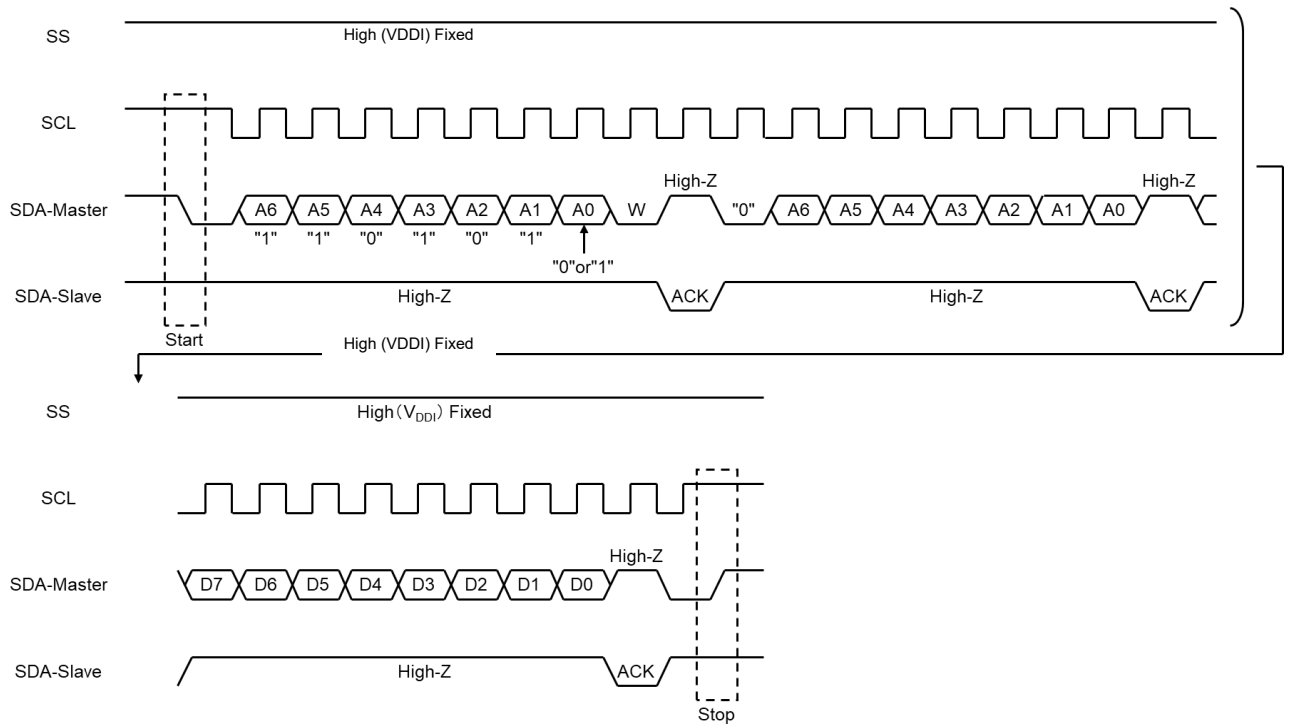 SS
High (VDDI) Fixed
SCL
High-Z High-Z
SDA-Master A6 A5 A4 A3 A2 A1 A0 W "0" A6 A5 A4 A3 A2 A1 A0
"1" "1" "0" "1" "0" "1"
"0"or"1"
SDA-Slave High-Z ACK High-Z ACK
Start
High (VDDI) Fixed
SS
High(VDDI) Fixed
SCL
High-Z
SDA-Master D7 D6 D5 D4 D3 D2 D1 D0
SDA-Slave High-Z ACK
Stop